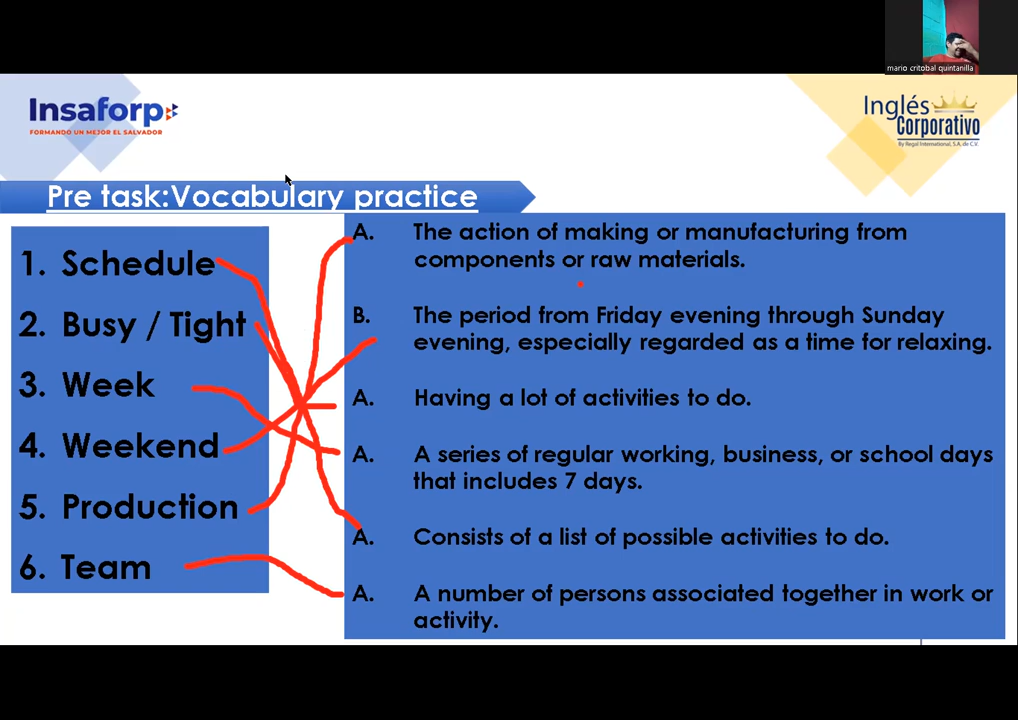 mario critobal quintanilla
Insaforp
FORMANDO UN MEJOR EL SALVADOR
Inglés
Corporativo
By Regal International, S.A. de C.V.
Pre task:Vocabulary practice
1. Schedule
2. Busy / Tight
3. Week
4. Weekend
5. Production
6. Team
A. The action of making or manufacturing from
components or raw materials.
B. The period from Friday evening through Sunday
evening, especially regarded as a time for relaxing.
A. Having a lot of activities to do.
A. A series of regular working, business, or school days
that includes 7 days.
A. Consists of a list of possible activities to do.
A. A number of persons associated together in work or
activity.